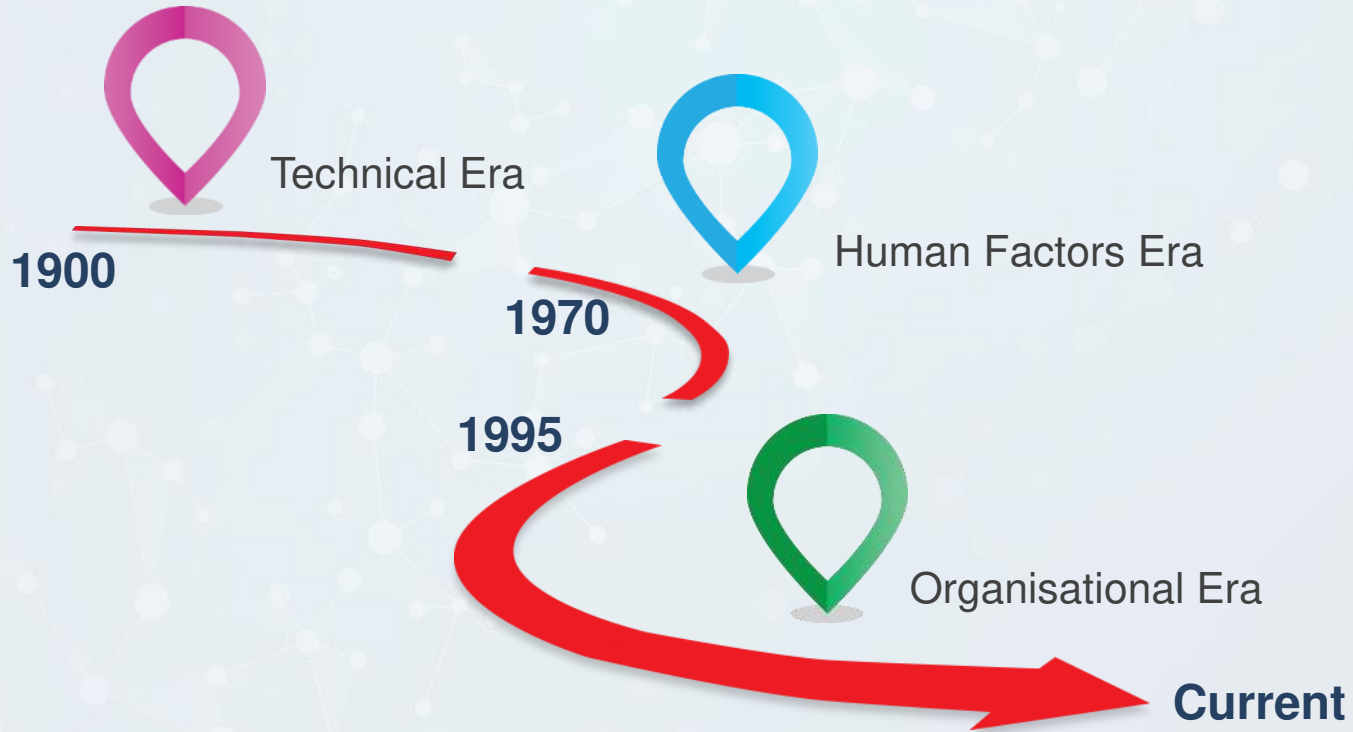 Technical Era
1900
Human Factors Era
1970
1995
Organisational Era
Current